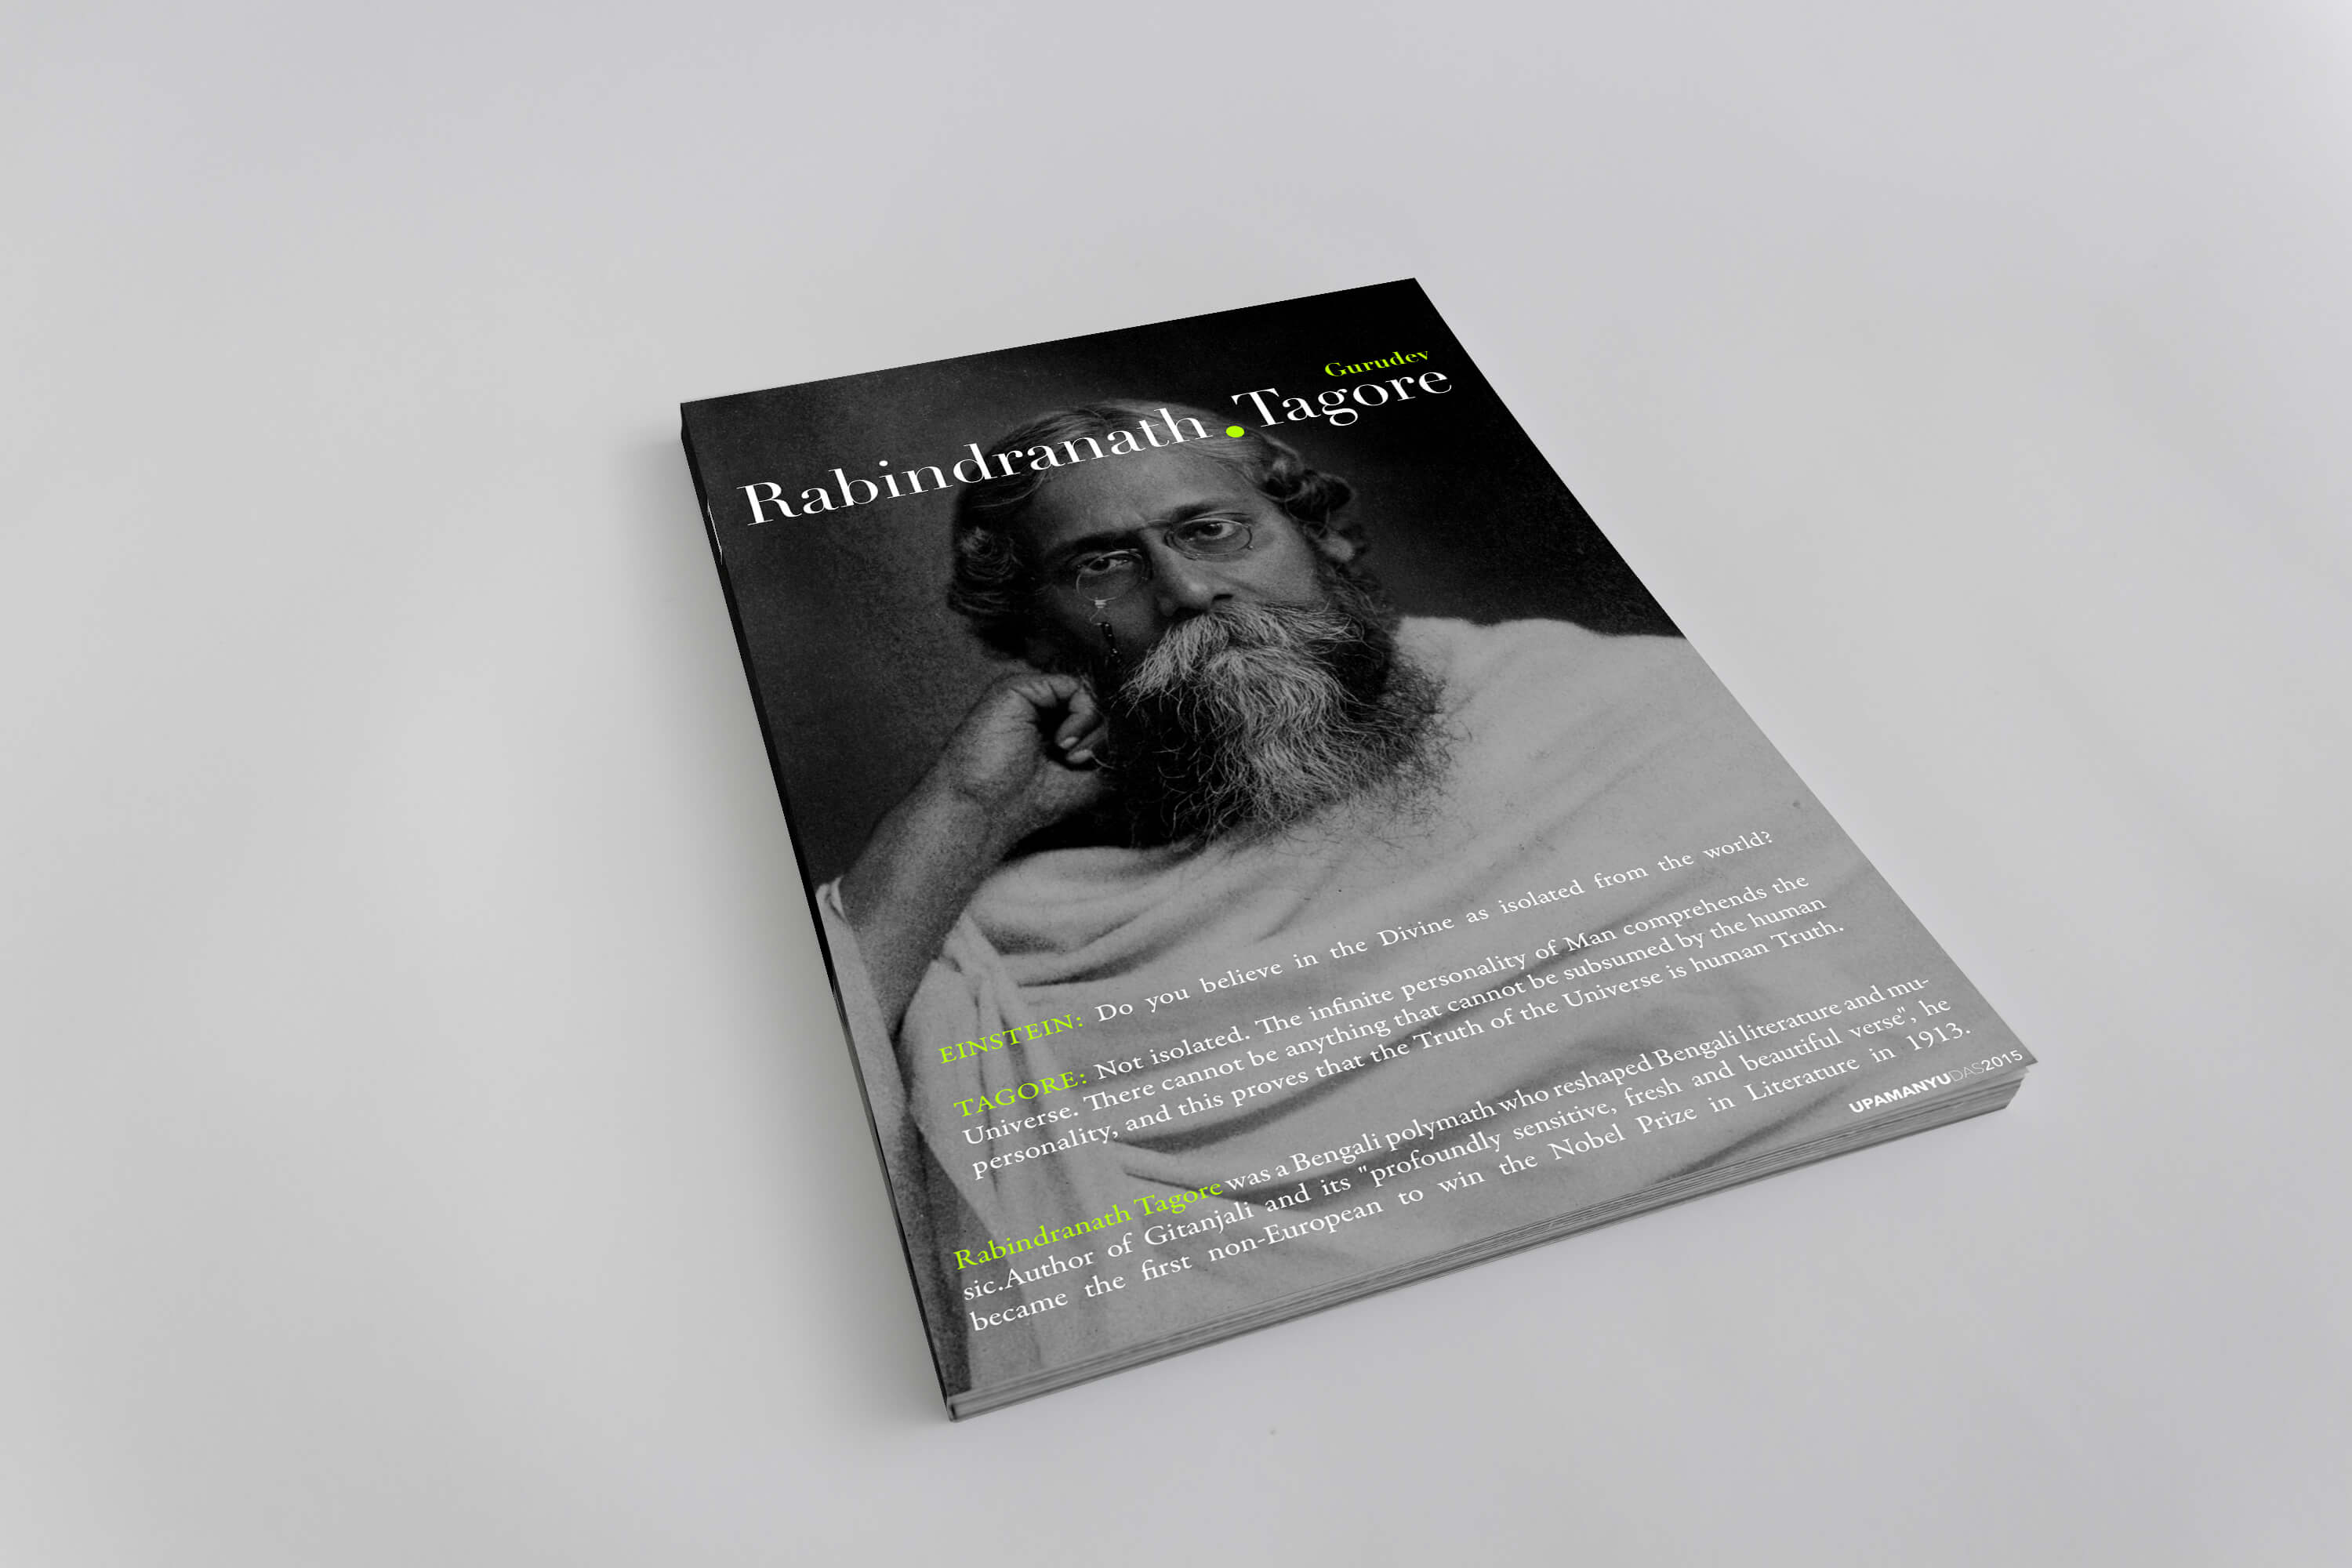 Gurudev
Rabindranath.Tagore
EINSTEIN: Do you believe in the Divine as isolated from the world?
TAGORE: Not isolated. The infinite personality of Man comprehends the
Universe. There cannot be anything that cannot be subsumed by the human
personality, and this proves that the Truth of the Universe is human Truth.
Rabindranath Tagore was a Bengali polymath who reshaped Bengali literature and mu-
sic.Author of Gitanjali and its "profoundly sensitive, fresh and beautiful verse", he
became the first non-European to win the Nobel Prize in Literature in 1913.
UPAMANYUDAS2015